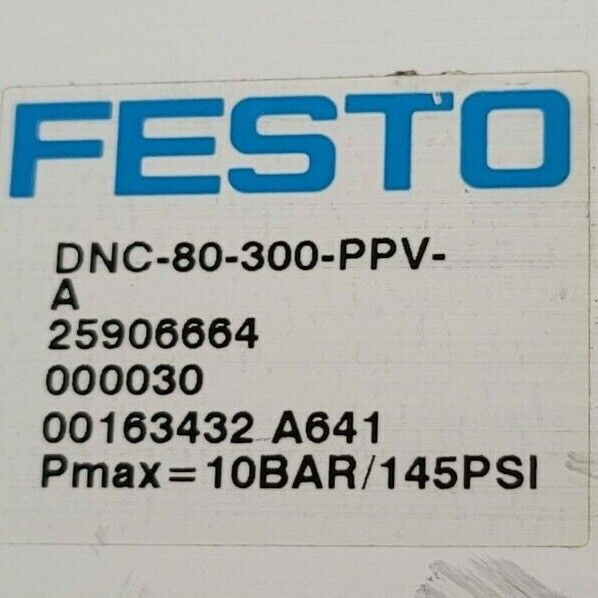 FESTO
DNC-80-300-PPV-
A
25906664
000030
00163432 A641
Pmax=10BAR/145PSI